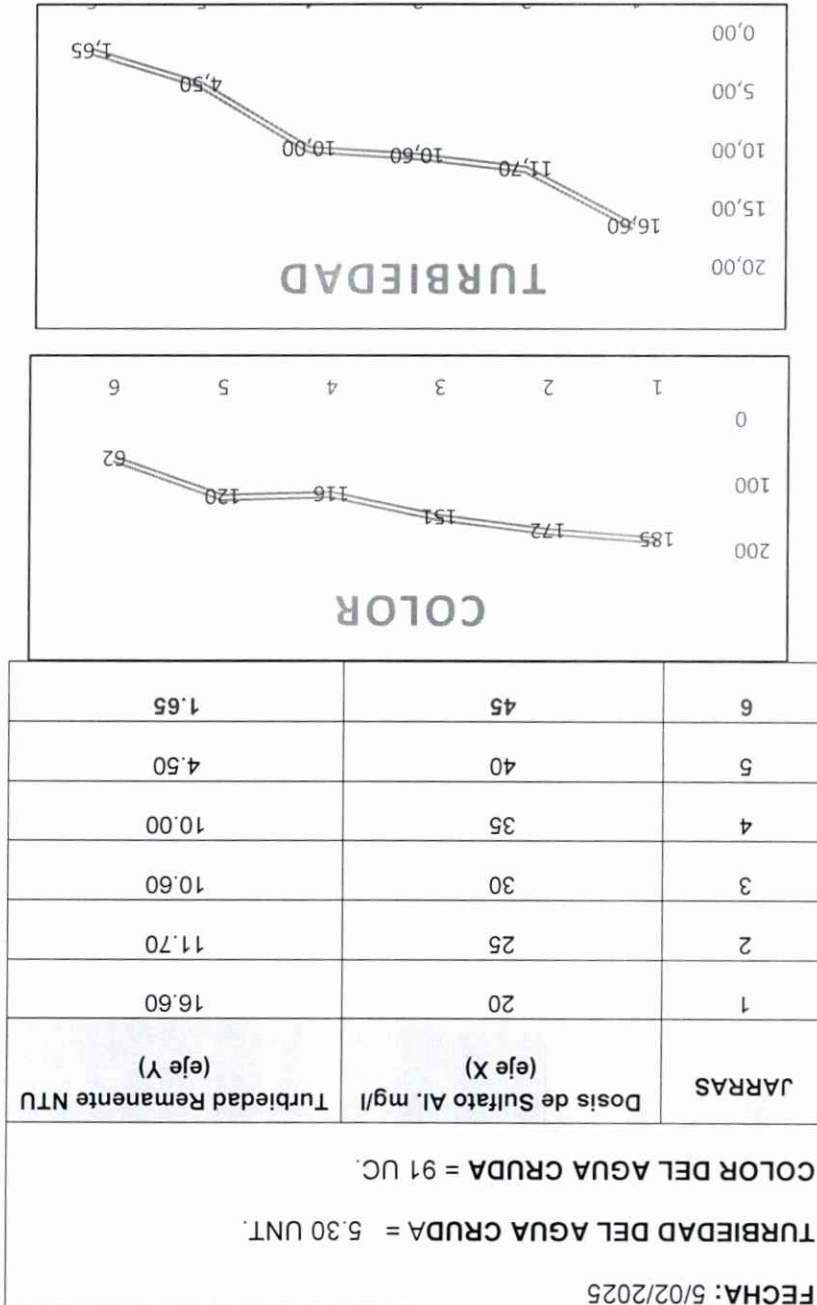 FECHA: 5/02/2025
TURBIEDAD DEL AGUA CRUDA = 5.30 UNT.
COLOR DEL AGUA CRUDA = 91 UC.
JARRAS
Dosis de Sulfato Al. mg/l
(eje X)
Turbiedad Remanente NTU
(eje Y)
1 20 16.60
2 25 11.70
3 30 10.60
4 35 10.00
5 40 4.50
6 45 1.65
COLOR
200
100
0
185 172 151 116 120 62
1 2 3 4 5 6
TURBIEDAD
20,00
15,00
10,00
5,00
0,00
16,60 11,70 10,60 10,00 4,50 1,65